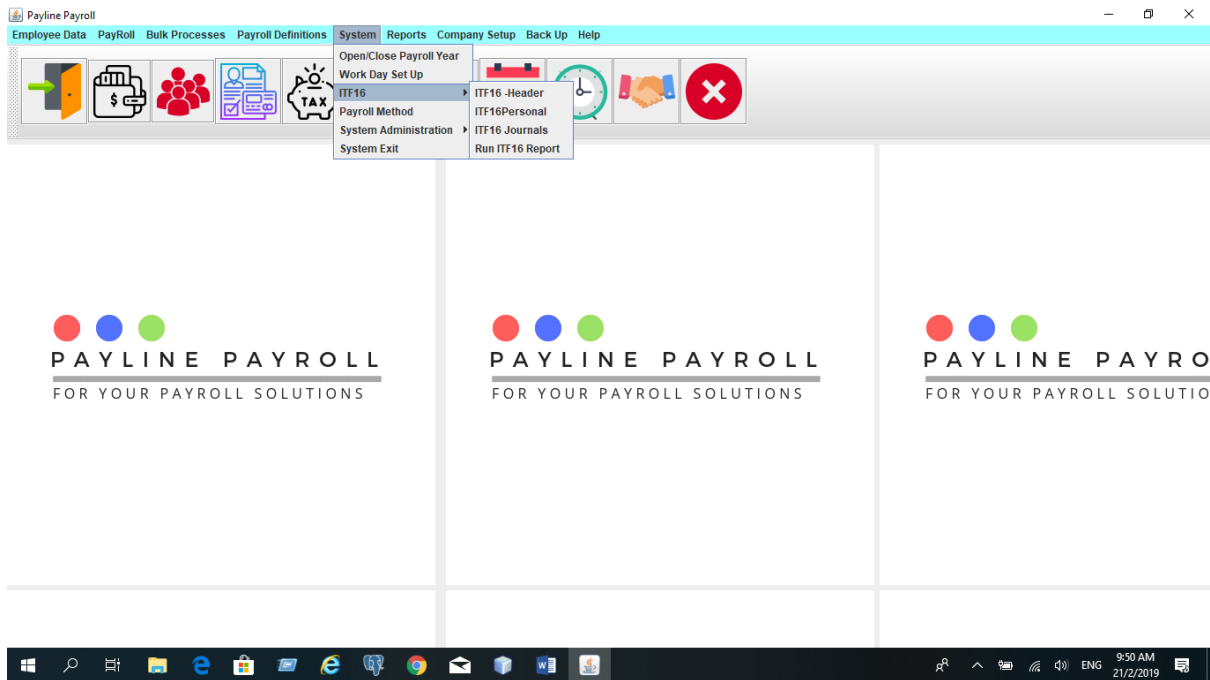 Payline Payroll
Employee Data PayRoll Bulk Processes Payroll Definitions System Reports Company Setup Back Up Help
Open/Close Payroll Year
Work Day Set Up
ITF16
Payroll Method
System Administration
System Exit
ITF16 -Header
ITF16Personal
ITF16 Journals
Run ITF16 Report
$
TAX
PAYLINE PAYROLL
FOR YOUR PAYROLL SOLUTIONS
PAYLINE PAYROLL
FOR YOUR PAYROLL SOLUTIONS
PAYLINE PAYRO
FOR YOUR PAYROLL SOLUTIO
ENG
9:50 AM
21/2/2019